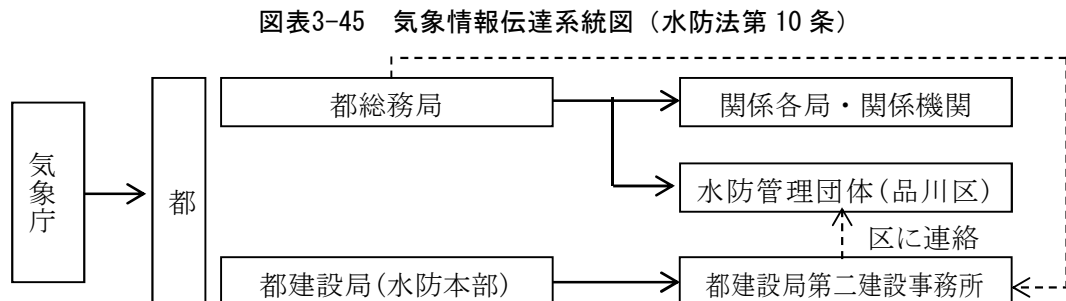 図表3-45 気象情報伝達系統図（水防法第 10 条）
気象庁
都
都総務局
関係各局・関係機関
水防管理団体(品川区)
区に連絡
都建設局(水防本部)
都建設局第二建設事務所